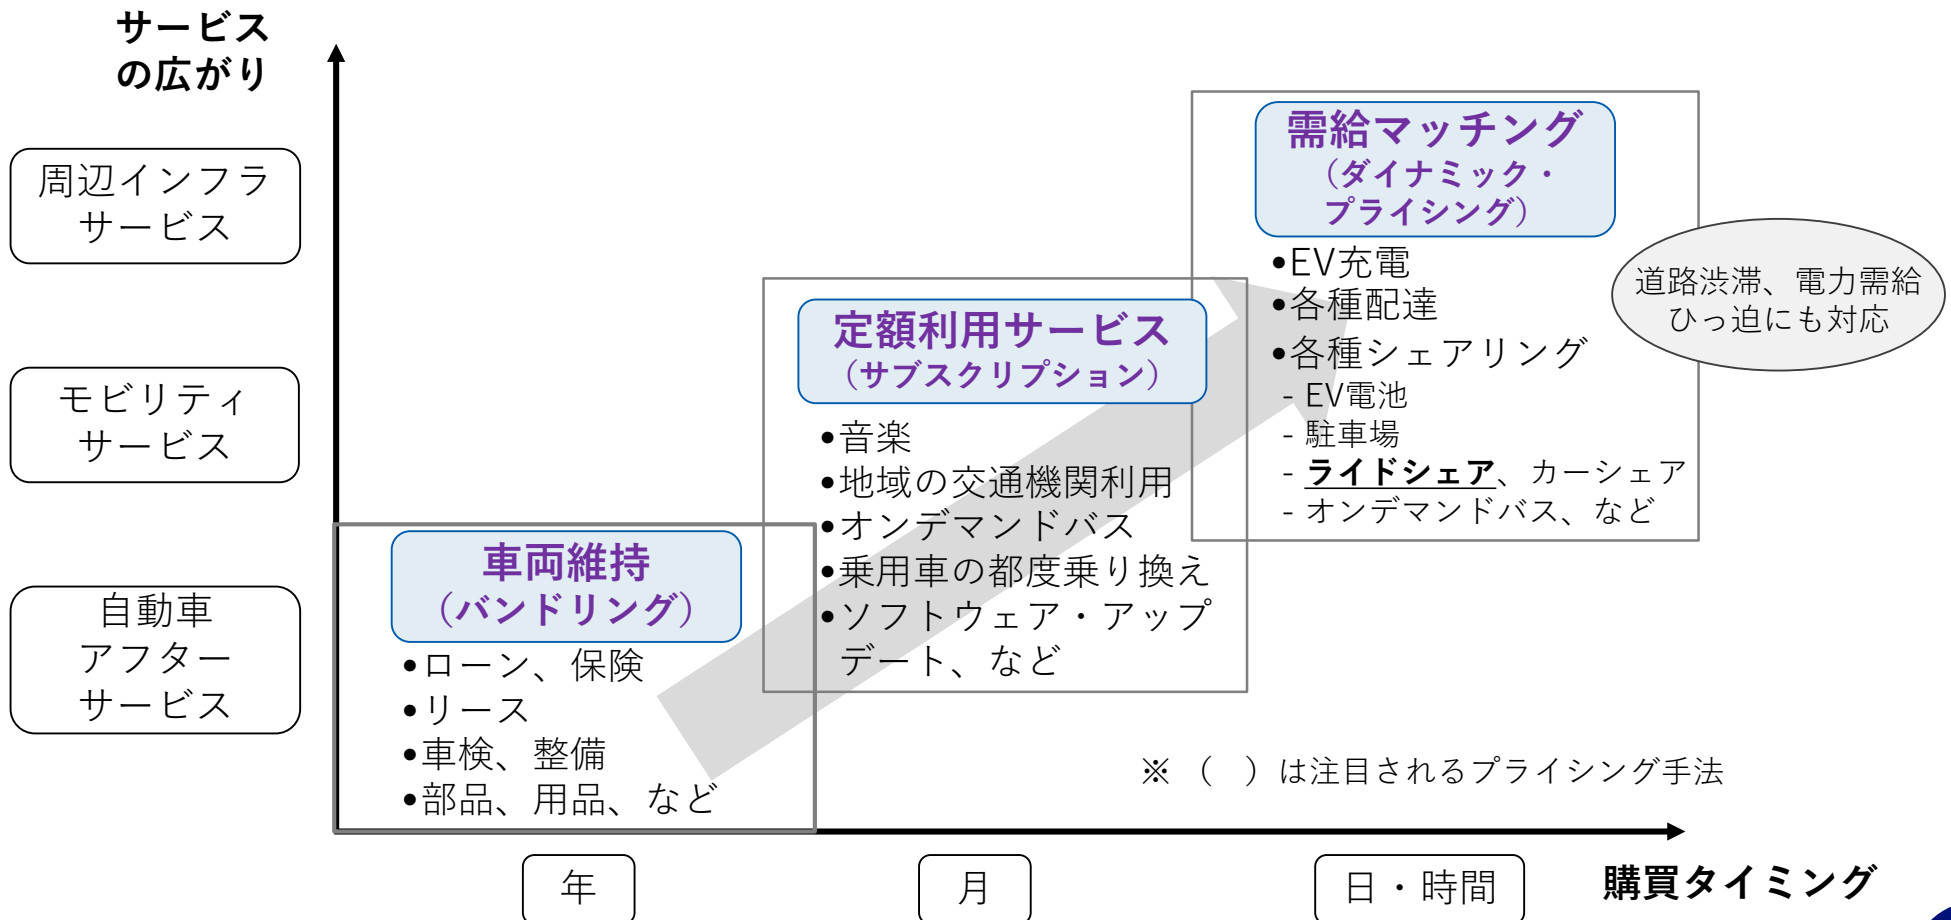 サービス
の広がり
周辺インフラ
サービス
モビリティ
サービス
自動車
アフター
サービス
需給マッチング
（ダイナミック・
プライシング）
•EV充電
•各種配達
•各種シェアリング
- EV電池
- 駐車場
- ライドシェア、カーシェア
- オンデマンドバス、など
道路渋滞、電力需給
ひっ迫にも対応
定額利用サービス
（サブスクリプション）
•音楽
•地域の交通機関利用
•オンデマンドバス
•乗用車の都度乗り換え
•ソフトウェア・アップ
デート、など
車両維持
（バンドリング）
•ローン、保険
•リース
•車検、整備
•部品、用品、など
※（　）は注目されるプライシング手法
年
月
日・時間
購買タイミング